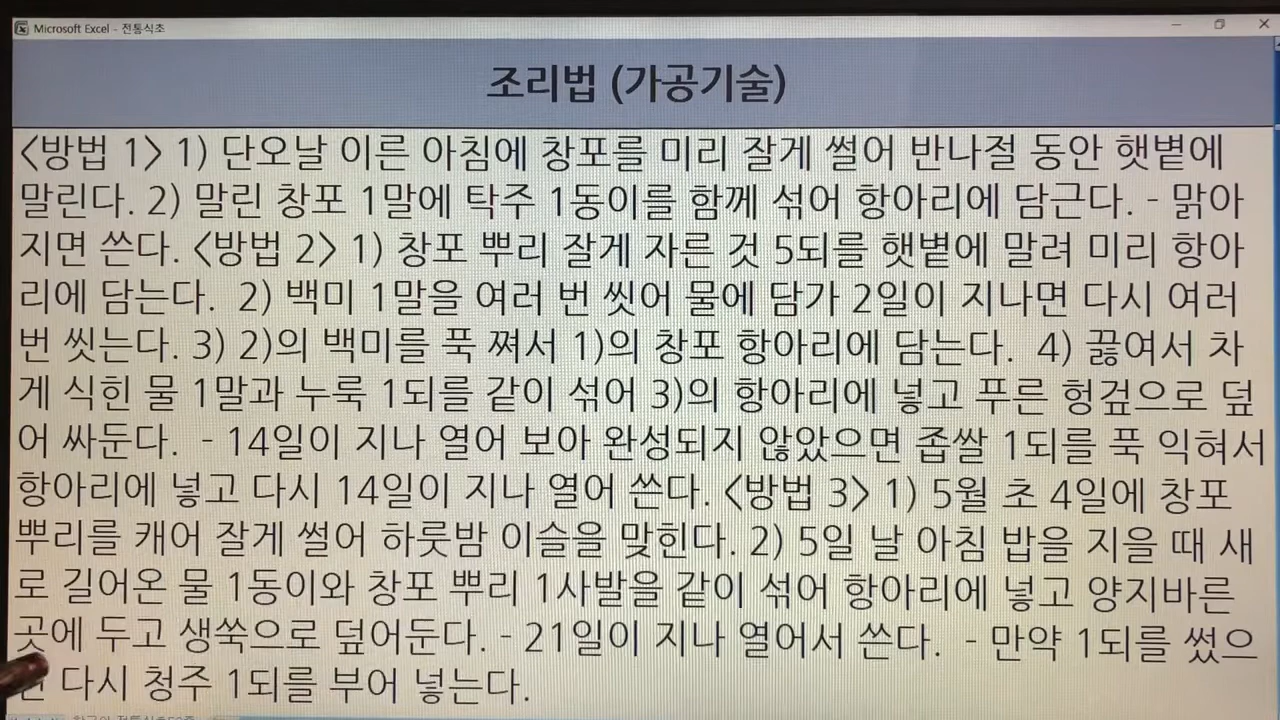 Microsoft Excel - 전통식초
조리법 (가공기술)
<방법 1> 1) 단오날 이른 아침에 창포를 미리 잘게 썰어 반나절 동안 햇볕에
말린다. 2) 말린 창포 1말에 탁주 1동이를 함께 섞어 항아리에 담근다. - 맑아
지면 쓴다. <방법 2> 1) 창포 뿌리 잘게 자른 것 5되를 햇볕에 말려 미리 항아
리에 담는다. 2) 백미 1말을 여러 번 씻어 물에 담가 2일이 지나면 다시 여러
번 씻는다. 3) 2)의 백미를 푹 쪄서 1)의 창포 항아리에 담는다. 4) 끓여서 차
게 식힌 물 1말과 누룩 1되를 같이 섞어 3)의 항아리에 넣고 푸른 헝겊으로 덮
어 싸둔다. - 14일이 지나 열어 보아 완성되지 않았으면 좁쌀 1되를 푹 익혀서
항아리에 넣고 다시 14일이 지나 열어 쓴다. <방법 3> 1) 5월 초 4일에 창포
뿌리를 캐어 잘게 썰어 하룻밤 이슬을 맞힌다. 2) 5일 날 아침 밥을 지을 때 새
로 길어온 물 1동이와 창포 뿌리 1사발을 같이 섞어 항아리에 넣고 양지바른
곳에 두고 생쑥으로 덮어둔다. - 21일이 지나 열어서 쓴다. - 만약 1되를 썼으
다시 청주 1되를 부어 넣는다.